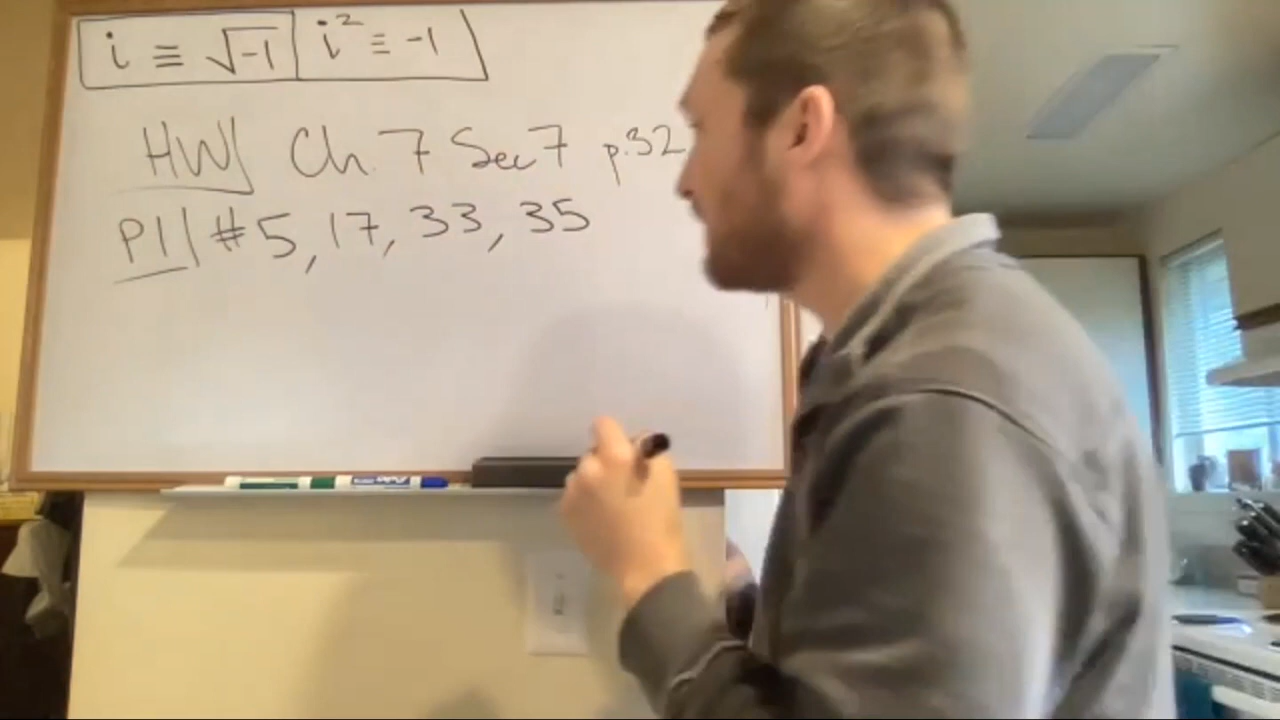 i ≡ √-1 i² ≡ -1
HW Ch. 7 Sec 7 p.32
P1 #5, 17, 33, 35